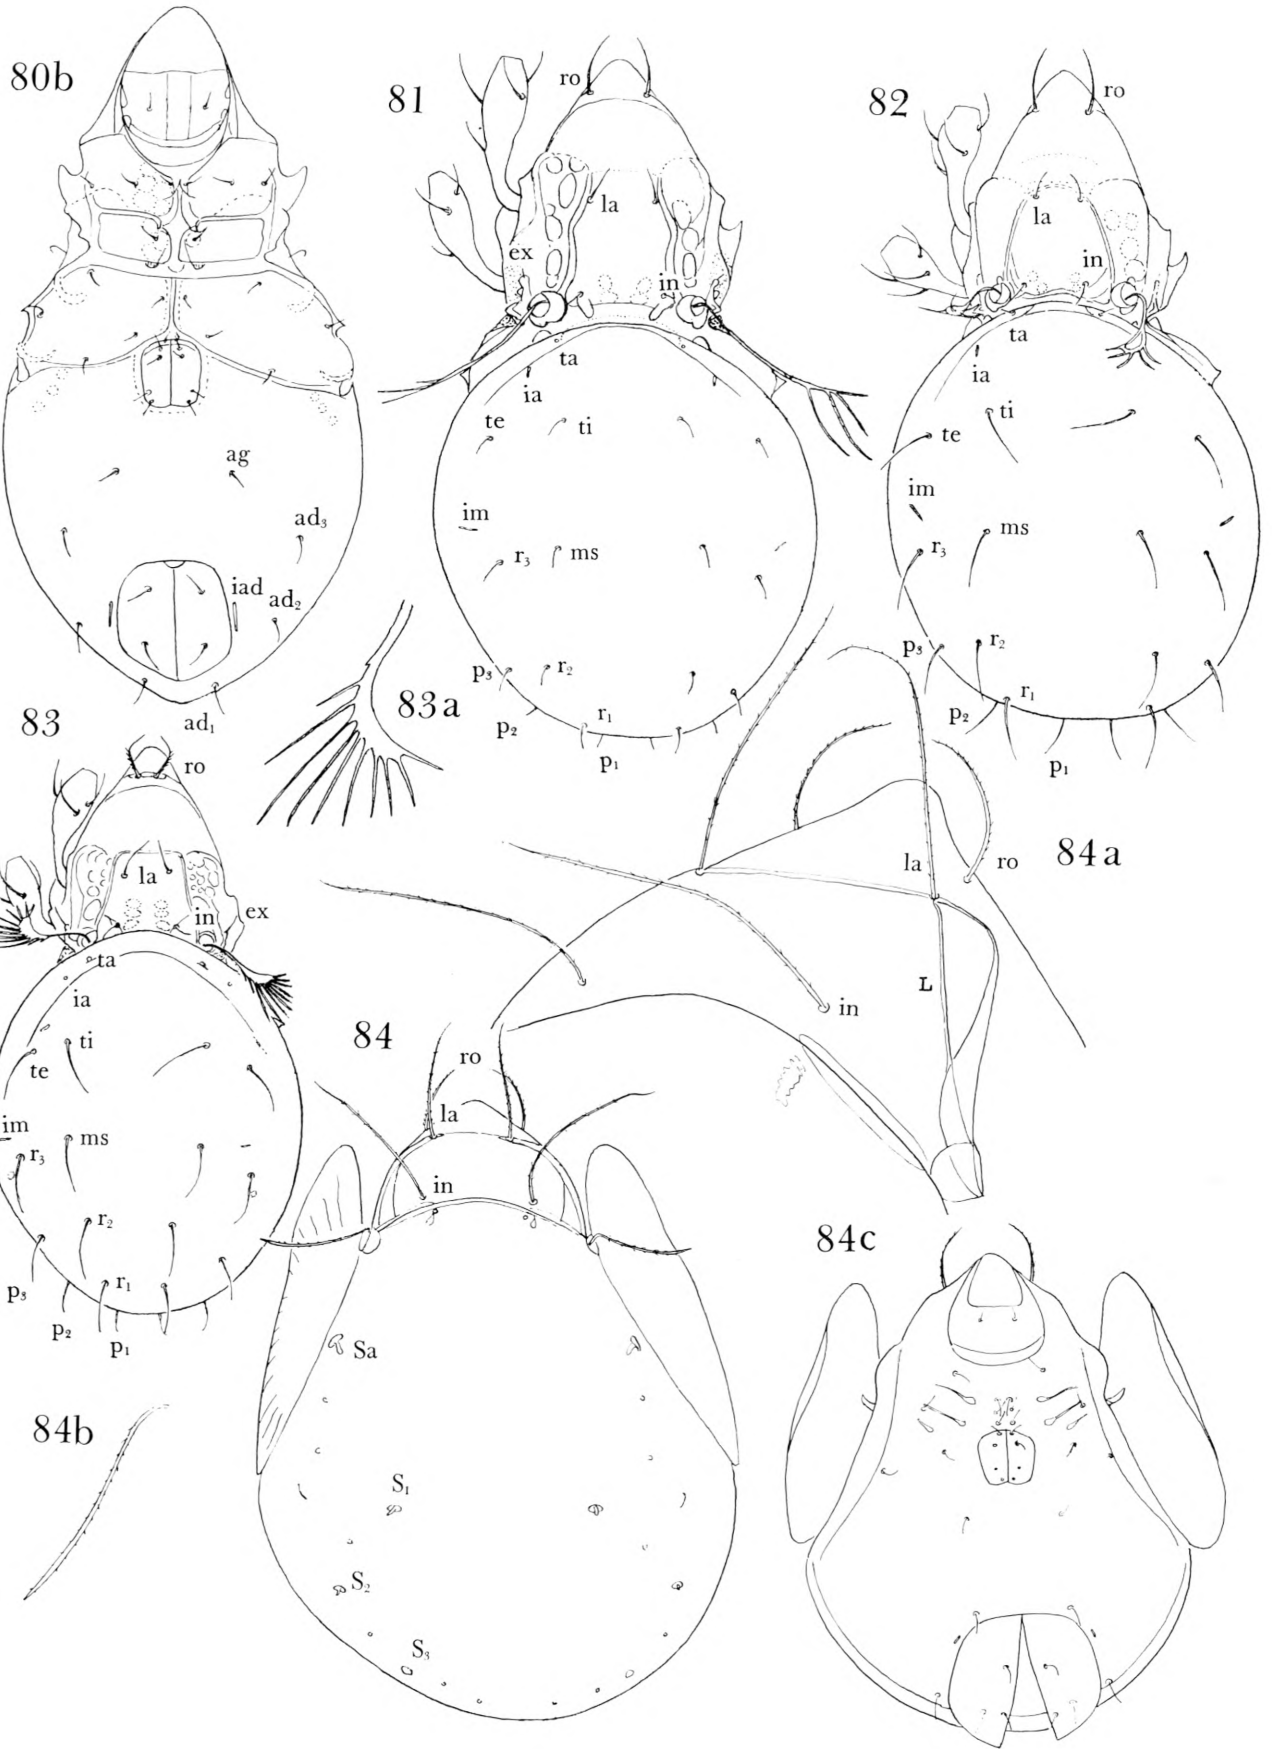 80b
ag
ad₃
iad
ad₂
ad₁
81
ro
la
ex
in
ta
ia
te
ti
im
r₃
ms
p₃
r₂
p₂
r₁
p₁
82
ro
la
in
ta
ia
ti
te
im
ms
r₃
p₃
r₂
r₁
p₂
p₁
83
ro
la
in
ex
ta
ia
ti
te
im
ms
r₃
r₂
r₁
p₃
p₂
p₁
83a
84
ro
la
in
Sa
S₁
S₂
S₃
84a
la
ro
L
in
84b
84c